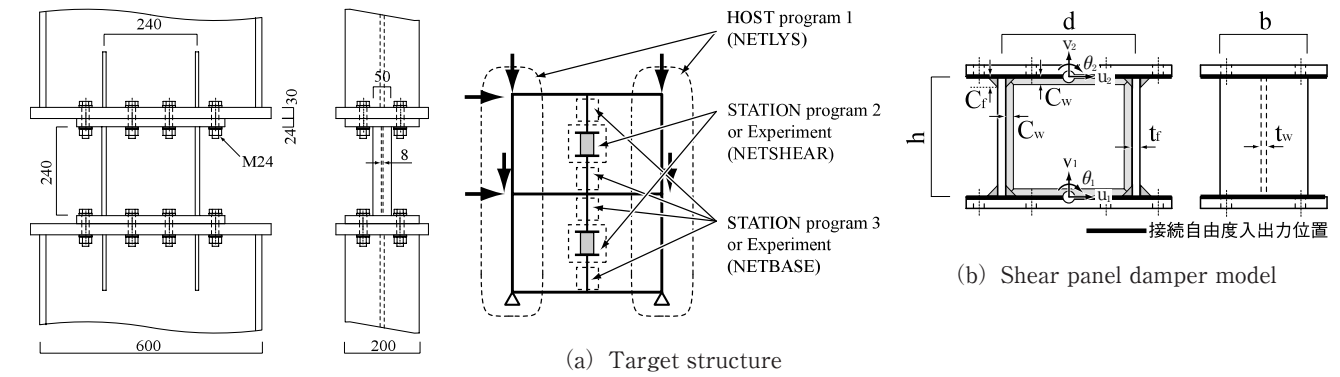 240
50
30
24
M24
8
240
600
200
HOST program 1
(NETLYS)
STATION program 2
or Experiment
(NETSHEAR)
STATION program 3
or Experiment
(NETBASE)
(a) Target structure
d
b
v2
θ2
u2
Cf
Cw
h
Cw
tf
tw
v1
θ1
u1
接続自由度入出力位置
(b) Shear panel damper model